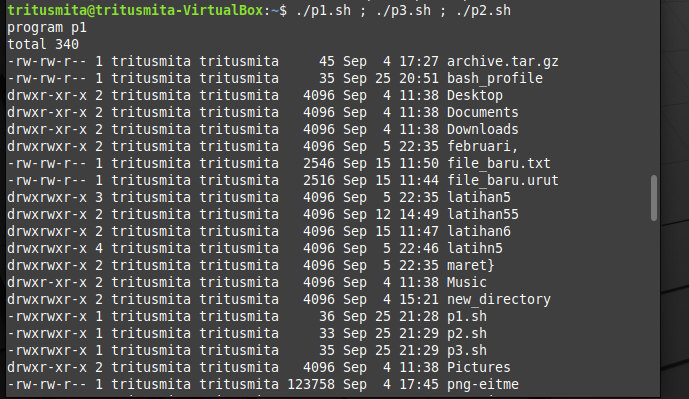 tritusmita@tritusmita-VirtualBox:~$ ./p1.sh ; ./p3.sh ; ./p2.sh
program p1
total 340
-rw-rw-r-- 1 tritusmita tritusmita     45 Sep  4 17:27 archive.tar.gz
-rw-rw-r-- 1 tritusmita tritusmita     35 Sep 25 20:51 bash_profile
drwxr-xr-x 2 tritusmita tritusmita   4096 Sep  4 11:38 Desktop
drwxr-xr-x 2 tritusmita tritusmita   4096 Sep  4 11:38 Documents
drwxr-xr-x 2 tritusmita tritusmita   4096 Sep  4 11:38 Downloads
drwxrwxr-x 2 tritusmita tritusmita   4096 Sep  5 22:35 februari,
-rw-rw-r-- 1 tritusmita tritusmita   2546 Sep 15 11:50 file_baru.txt
-rw-rw-r-- 1 tritusmita tritusmita   2516 Sep 15 11:44 file_baru.urut
drwxrwxr-x 3 tritusmita tritusmita   4096 Sep  5 22:35 latihan5
drwxrwxr-x 2 tritusmita tritusmita   4096 Sep 12 14:49 latihan55
drwxrwxr-x 2 tritusmita tritusmita   4096 Sep 15 11:47 latihan6
drwxrwxr-x 4 tritusmita tritusmita   4096 Sep  5 22:46 latihn5
drwxrwxr-x 2 tritusmita tritusmita   4096 Sep  5 22:35 maret}
drwxr-xr-x 2 tritusmita tritusmita   4096 Sep  4 11:38 Music
drwxrwxr-x 2 tritusmita tritusmita   4096 Sep  4 15:21 new_directory
-rwxrwxr-x 1 tritusmita tritusmita     36 Sep 25 21:28 p1.sh
-rwxrwxr-x 1 tritusmita tritusmita     33 Sep 25 21:29 p2.sh
-rwxrwxr-x 1 tritusmita tritusmita     35 Sep 25 21:29 p3.sh
drwxr-xr-x 2 tritusmita tritusmita   4096 Sep  4 11:38 Pictures
-rw-rw-r-- 1 tritusmita tritusmita 123758 Sep  4 17:45 png-eitme